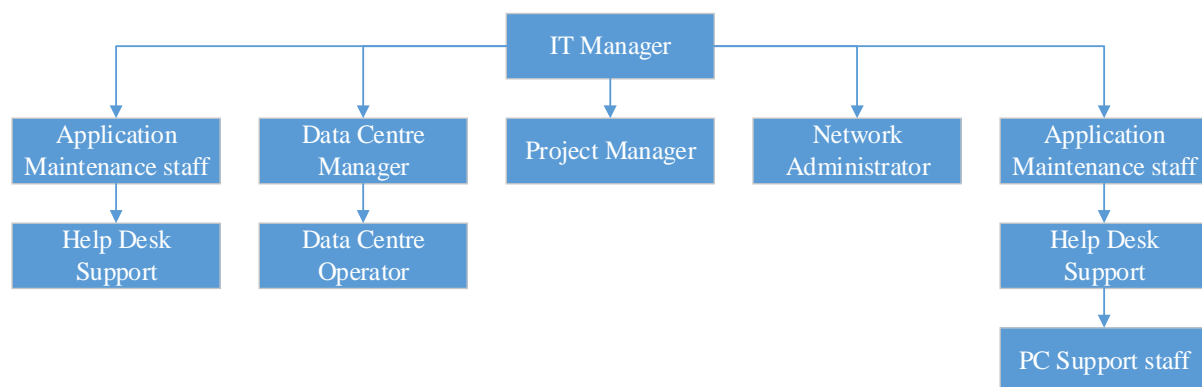 IT Manager
Application
Maintenance staff
Data Centre
Manager
Project Manager
Network
Administrator
Application
Maintenance staff
Help Desk
Support
Data Centre
Operator
Help Desk
Support
PC Support staff